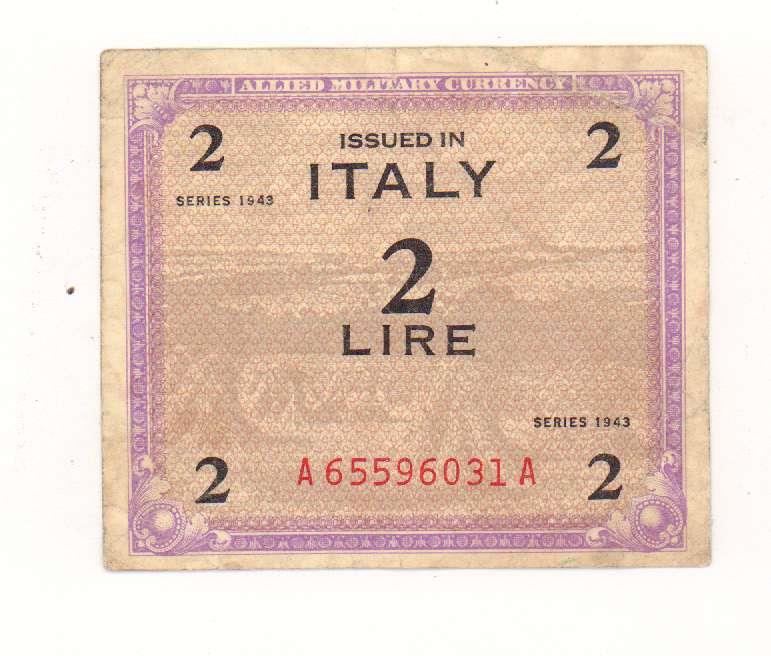 ALLIED MILITARY CURRENCY
2 ISSUED IN 2
ITALY
SERIES 1943
2
LIRE
SERIES 1943
2 A65596031A 2